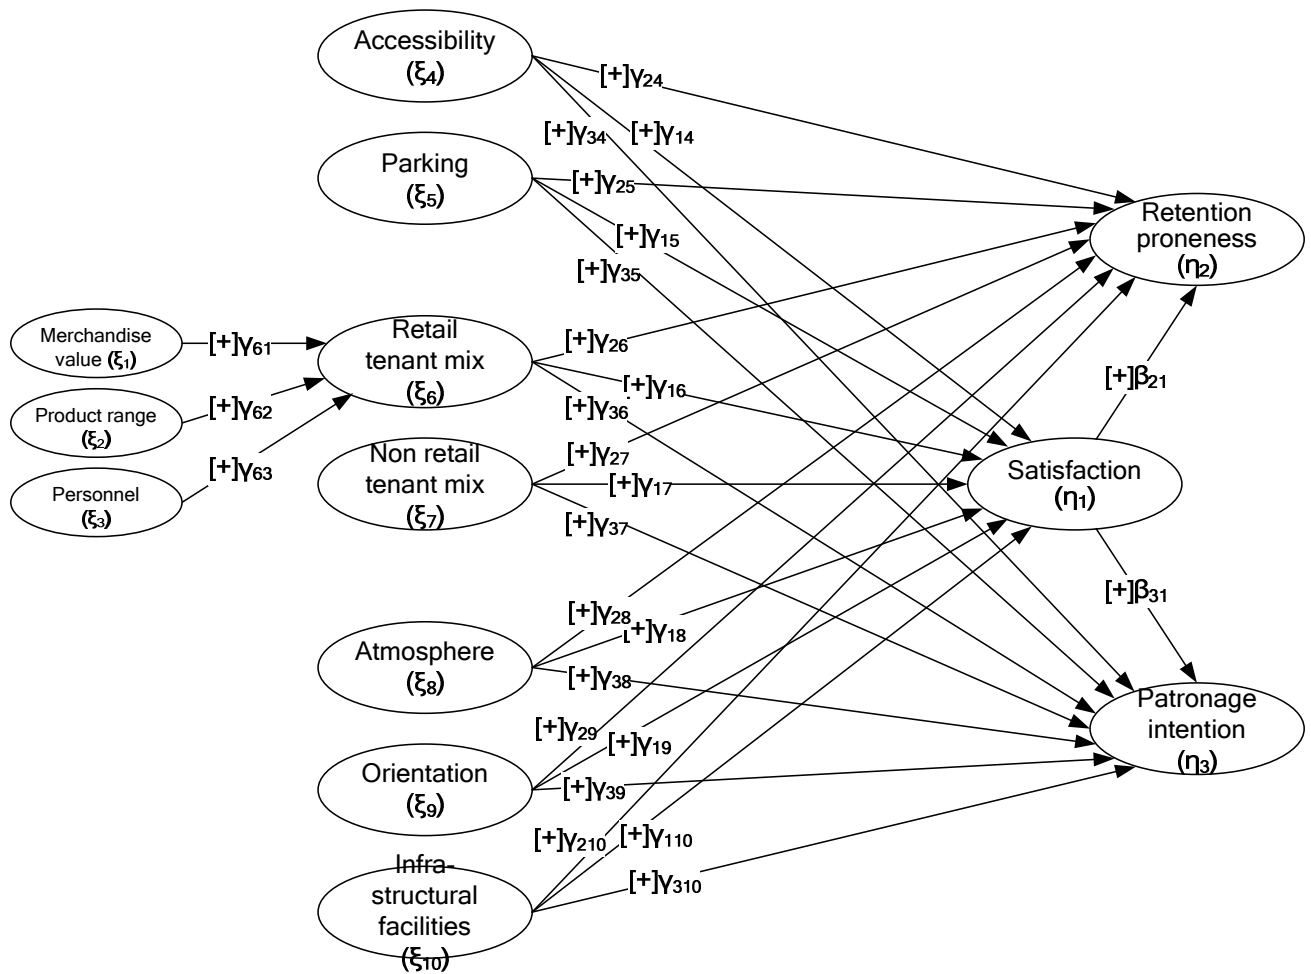 Accessibility
(ξ4)
[+]γ24
[+]γ34
[+]γ14
Parking
(ξ5)
[+]γ25
[+]γ15
[+]γ35
Retention
proneness
(η2)
Merchandise
value (ξ1)
[+]γ61
Retail
tenant mix
(ξ6)
[+]γ26
[+]γ16
[+]γ36
[+]β21
Product range
(ξ2)
[+]γ62
Personnel
(ξ3)
[+]γ63
Non retail
tenant mix
(ξ7)
[+]γ27
[+]γ17
[+]γ37
Satisfaction
(η1)
[+]β31
Atmosphere
(ξ8)
[+]γ28
[+]γ18
[+]γ38
Patronage
intention
(η3)
Orientation
(ξ9)
[+]γ29
[+]γ19
[+]γ39
Infra-
structural
facilities
(ξ10)
[+]γ210
[+]γ110
[+]γ310